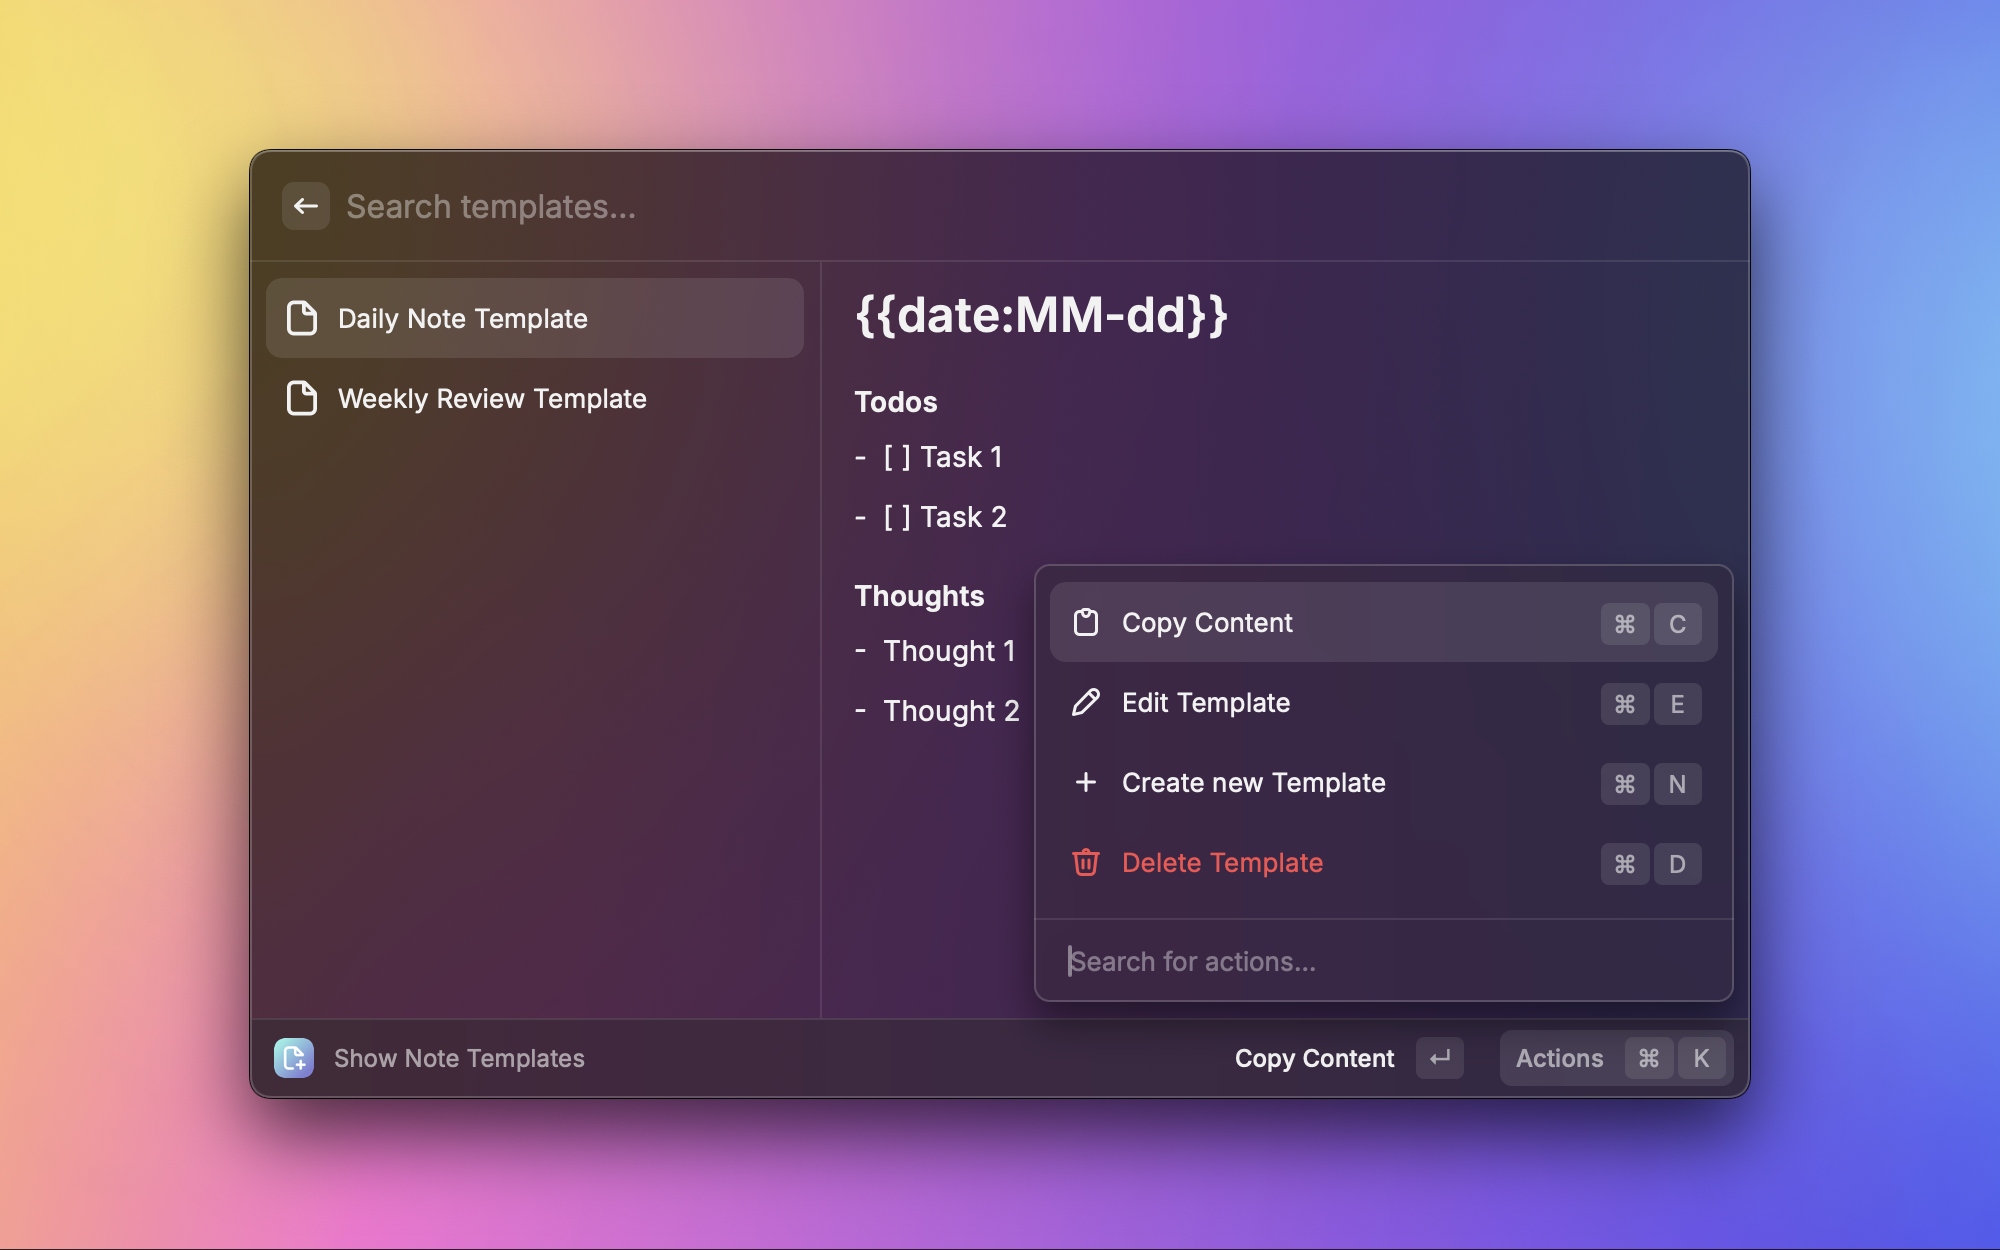 Search templates...
Daily Note Template
Weekly Review Template
{{date:MM-dd}}
Todos
- [ ] Task 1
- [ ] Task 2
Thoughts
- Thought 1
- Thought 2
Copy Content ⌘ C
Edit Template ⌘ E
Create new Template ⌘ N
Delete Template ⌘ D
Search for actions...
Show Note Templates
Copy Content ↵
Actions ⌘ K